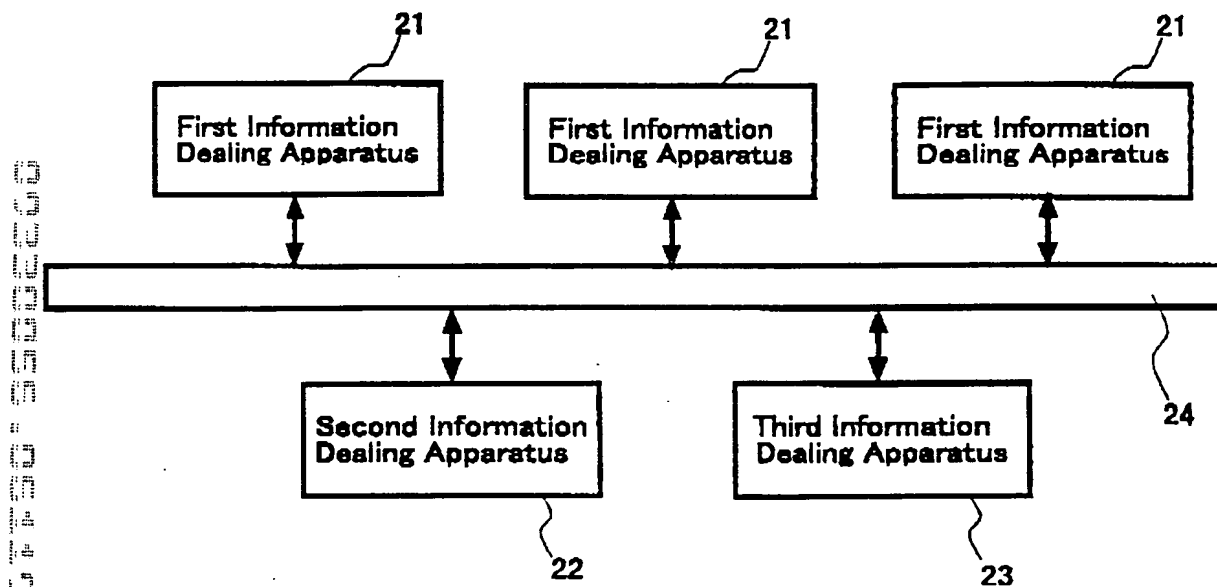 21
21
21
First Information
Dealing Apparatus
First Information
Dealing Apparatus
First Information
Dealing Apparatus
24
Second Information
Dealing Apparatus
Third Information
Dealing Apparatus
22
23